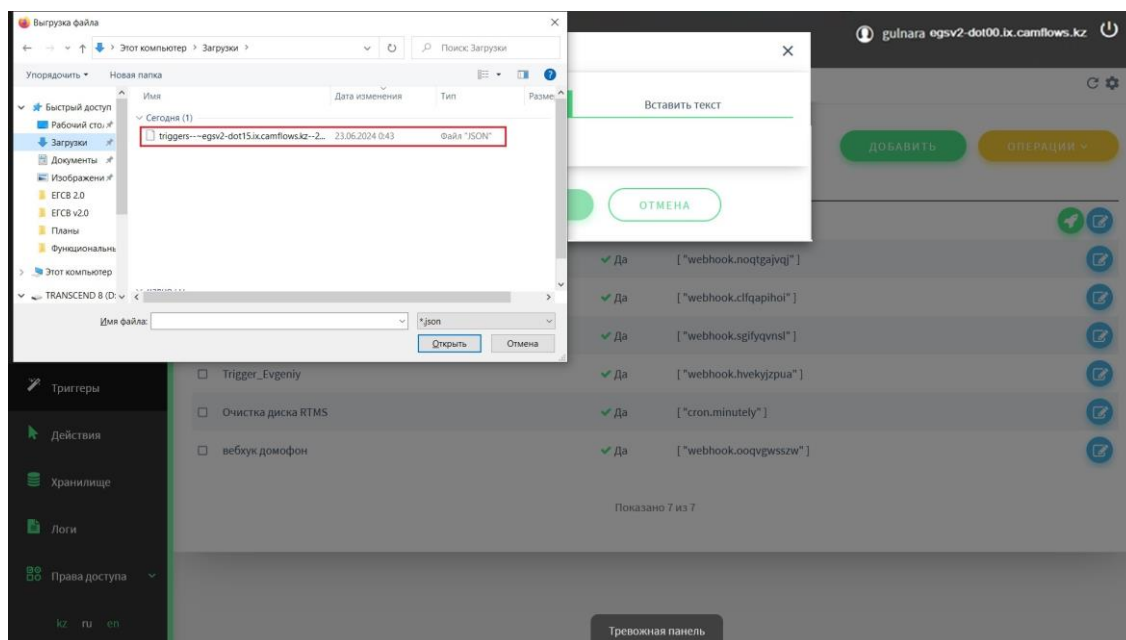 Выгрузка файла
gulnara egsv2-dot00.ix.camflows.kz
Этот компьютер > Загрузки >
Поиск: Загрузки
Упорядочить
Новая папка
Имя
Дата изменения
Тип
Разме
Быстрый доступ
Рабочий сто
Загрузки
Документы
Изображени
ЕГСВ 2.0
ЕГСВ v2.0
Планы
Функциональнь
Этот компьютер
TRANSCEND 8 (D:
Сегодня (1)
triggers---egsv2-dot15.ix.camflows.kz--2... 23.06.2024 0:43 Файл "JSON"
Имя файла:
*.json
Открыть
Отмена
Вставить текст
ОТМЕНА
ДОБАВИТЬ
ОПЕРАЦИИ
Да ["webhook.noqtgajvqj"]
Да ["webhook.clfqapihoi"]
Да ["webhook.sgifyqvnsl"]
Trigger_Evgeniy Да ["webhook.hvekyjzpua"]
Очистка диска RTMS Да ["cron.minutely"]
вебхук домофон Да ["webhook.ooqvgwsszw"]
Показано 7 из 7
Триггеры
Действия
Хранилище
Логи
Права доступа
kz ru en
Тревожная панель